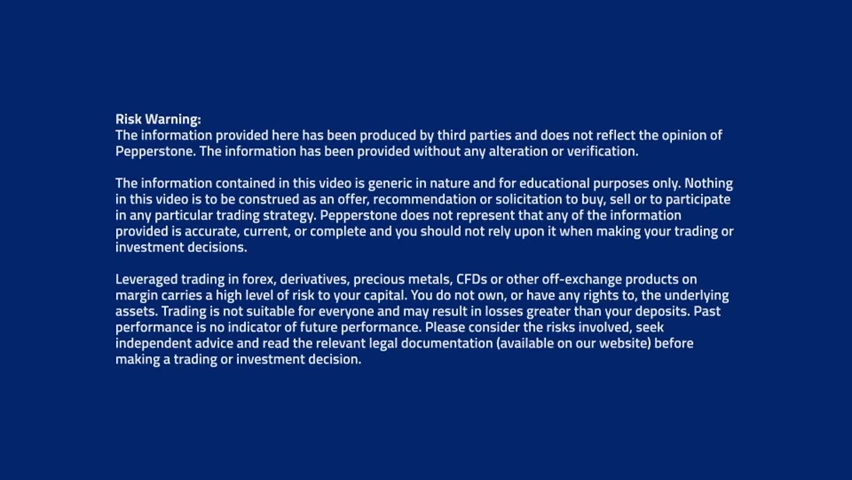 Risk Warning:
The information provided here has been produced by third parties and does not reflect the opinion of
Pepperstone. The information has been provided without any alteration or verification.
The information contained in this video is generic in nature and for educational purposes only. Nothing
in this video is to be construed as an offer, recommendation or solicitation to buy, sell or to participate
in any particular trading strategy. Pepperstone does not represent that any of the information
provided is accurate, current, or complete and you should not rely upon it when making your trading or
investment decisions.
Leveraged trading in forex, derivatives, precious metals, CFDs or other off-exchange products on
margin carries a high level of risk to your capital. You do not own, or have any rights to, the underlying
assets. Trading is not suitable for everyone and may result in losses greater than your deposits. Past
performance is no indicator of future performance. Please consider the risks involved, seek
independent advice and read the relevant legal documentation (available on our website) before
making a trading or investment decision.